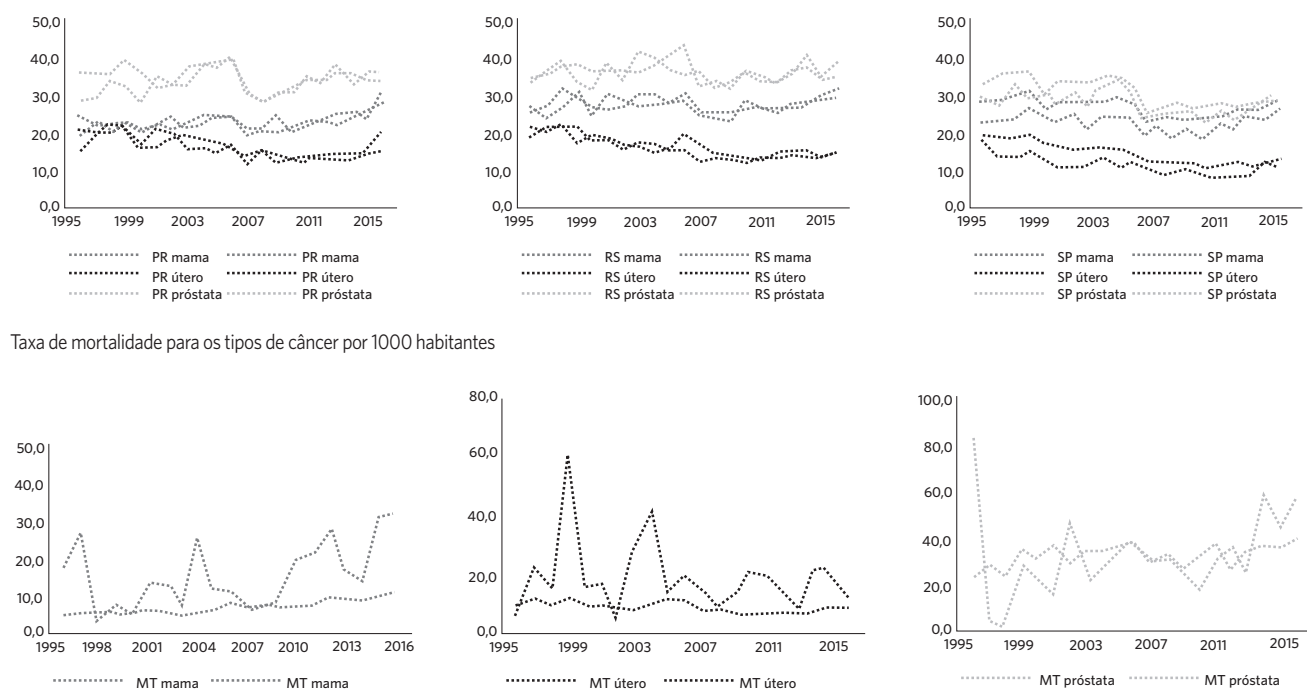 50,0
40,0
30,0
20,0
10,0
0,0
1995 1999 2003 2007 2011 2015
PR mama PR mama
PR útero PR útero
PR próstata PR próstata
50,0
40,0
30,0
20,0
10,0
0,0
1995 1999 2003 2007 2011 2015
RS mama RS mama
RS útero RS útero
RS próstata RS próstata
50,0
40,0
30,0
20,0
10,0
0,0
1995 1999 2003 2007 2011 2015
SP mama SP mama
SP útero SP útero
SP próstata SP próstata
Taxa de mortalidade para os tipos de câncer por 1000 habitantes
50,0
40,0
30,0
20,0
10,0
0,0
1995 1998 2001 2004 2007 2010 2013 2016
MT mama MT mama
80,0
60,0
40,0
20,0
0,0
1995 1999 2003 2007 2011 2015
MT útero MT útero
100,0
80,0
60,0
40,0
20,0
0,0
1995 1999 2003 2007 2011 2015
MT próstata MT próstata